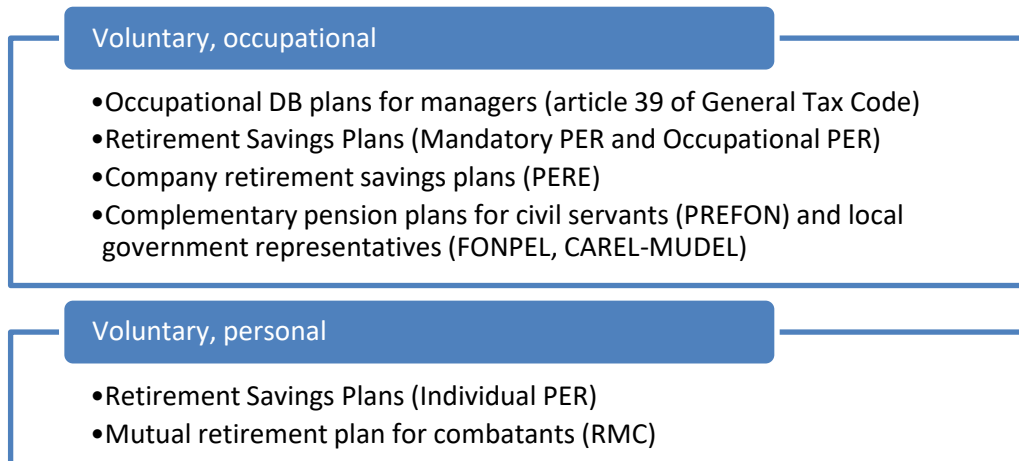 Voluntary, occupational
•Occupational DB plans for managers (article 39 of General Tax Code)
•Retirement Savings Plans (Mandatory PER and Occupational PER)
•Company retirement savings plans (PERE)
•Complementary pension plans for civil servants (PREFON) and local
government representatives (FONPEL, CAREL-MUDEL)
Voluntary, personal
•Retirement Savings Plans (Individual PER)
•Mutual retirement plan for combatants (RMC)